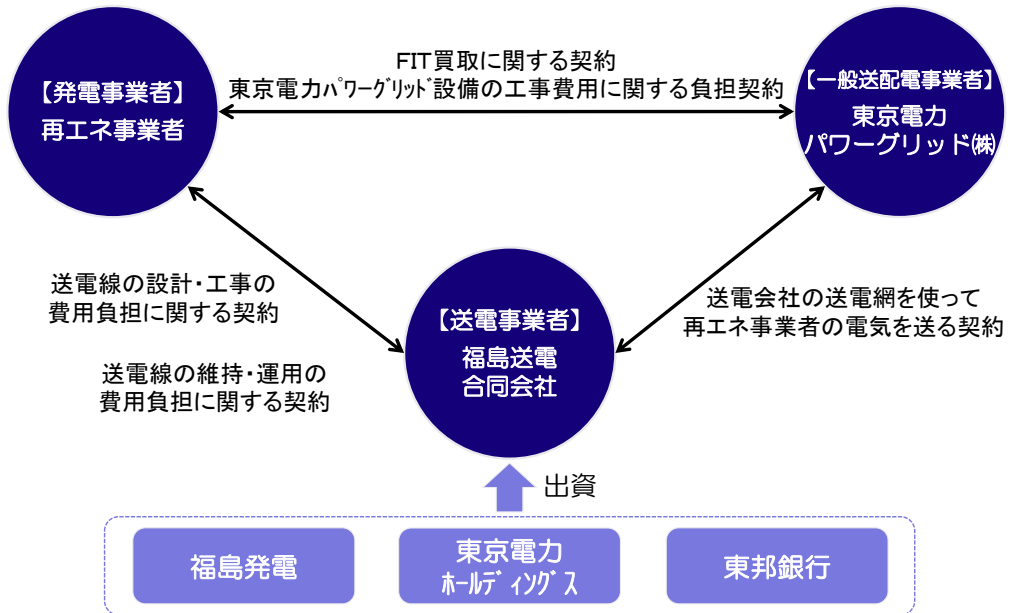 FIT買取に関する契約
東京電力パワーグリッド設備の工事費用に関する負担契約
【発電事業者】
再エネ事業者
【一般送配電事業者】
東京電力
パワーグリッド㈱
送電線の設計・工事の
費用負担に関する契約
送電線の維持・運用の
費用負担に関する契約
【送電事業者】
福島送電
合同会社
送電会社の送電網を使って
再エネ事業者の電気を送る契約
出資
福島発電
東京電力
ホールディングス
東邦銀行